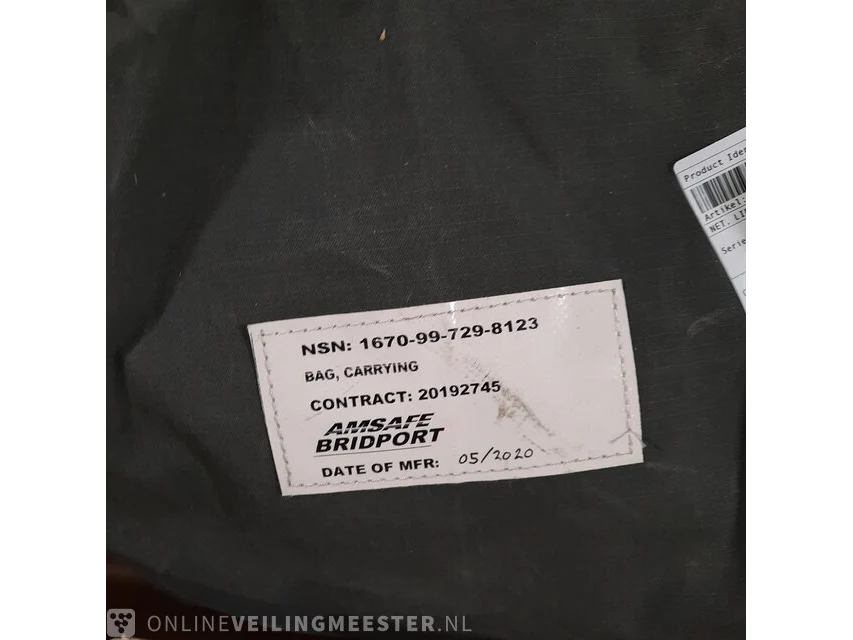 Product Ide
Artikel:
NET, LI
Serie
NSN: 1670-99-729-8123
BAG, CARRYING
CONTRACT: 20192745
AMSAFE
BRIDPORT
DATE OF MFR: 05/2020
ONLINEVEILINGMEESTER.NL